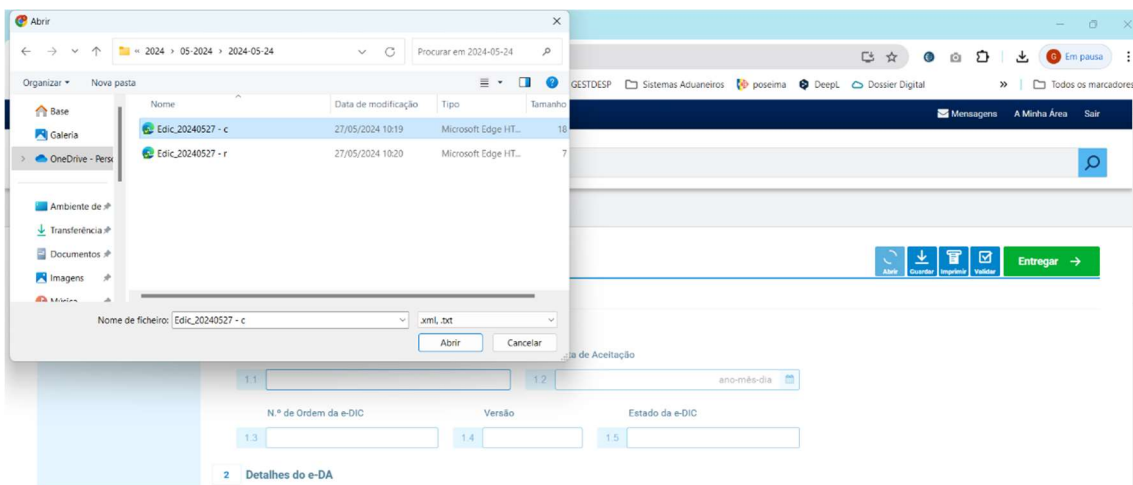 Abrir
« 2024 › 05-2024 › 2024-05-24
Procurar em 2024-05-24
Em pausa
Organizar
Nova pasta
GESTDESP
Sistemas Aduaneiros
poseima
DeepL
Dossier Digital
»
Todos os marcadores
Nome
Data de modificação
Tipo
Tamanho
Base
Galeria
OneDrive - Perso
Ambiente de
Transferência
Documentos
Imagens
Música
Edic_20240527 - c
27/05/2024 10:19
Microsoft Edge HT...
18
Edic_20240527 - r
27/05/2024 10:20
Microsoft Edge HT...
7
Mensagens
A Minha Área
Sair
Nome de ficheiro:
Edic_20240527 - c
.xml, .txt
Abrir
Cancelar
Abrir
Guardar
Imprimir
Validar
Entregar →
ta de Aceitação
1.1
1.2
ano-mês-dia
N.º de Ordem da e-DIC
Versão
Estado da e-DIC
1.3
1.4
1.5
2 Detalhes do e-DA